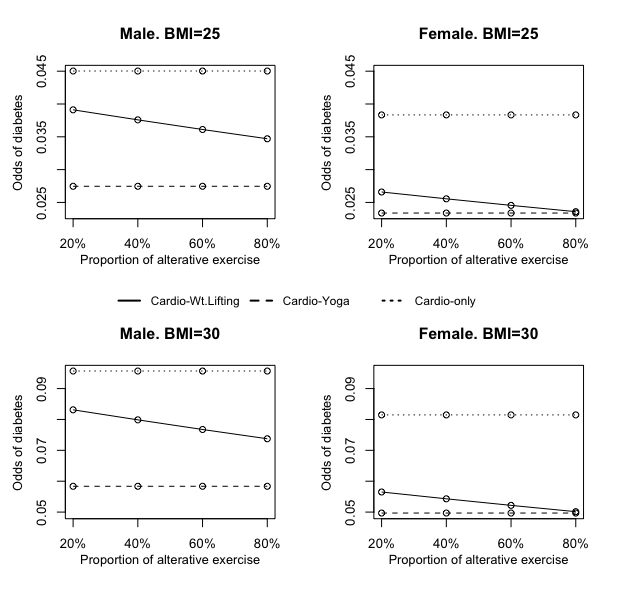 Male. BMI=25
Odds of diabetes
0.045
0.035
0.025
20% 40% 60% 80%
Proportion of alterative exercise
Female. BMI=25
Odds of diabetes
0.045
0.035
0.025
20% 40% 60% 80%
Proportion of alterative exercise
Cardio-Wt.Lifting Cardio-Yoga Cardio-only
Male. BMI=30
Odds of diabetes
0.09
0.07
0.05
20% 40% 60% 80%
Proportion of alterative exercise
Female. BMI=30
Odds of diabetes
0.09
0.07
0.05
20% 40% 60% 80%
Proportion of alterative exercise